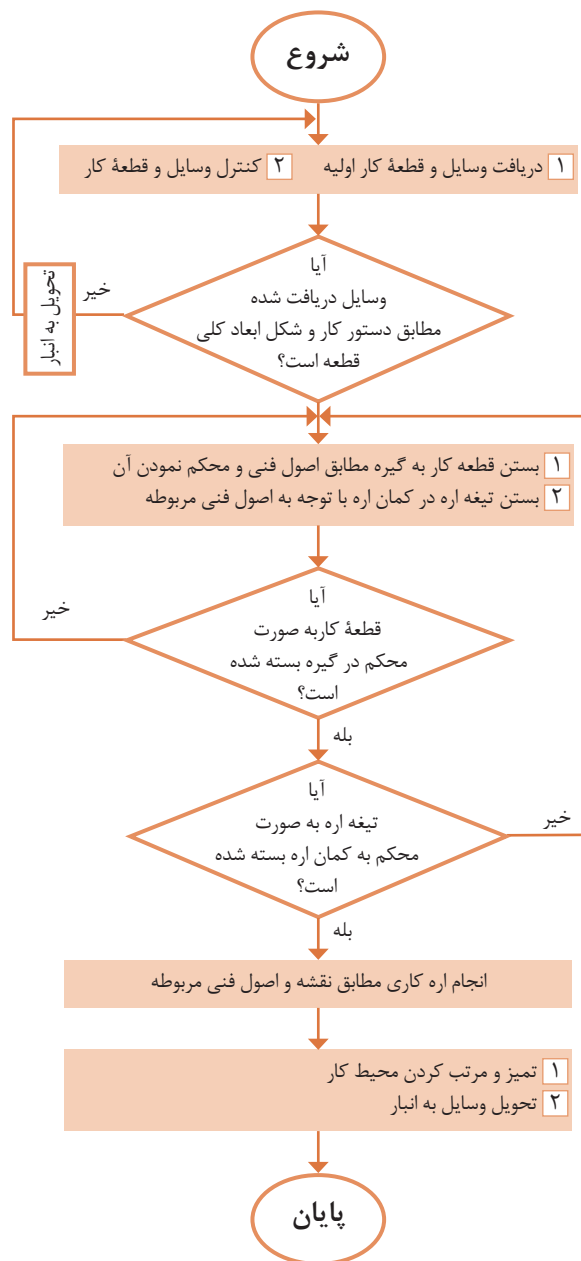 شروع
۱ دریافت وسایل و قطعۀ کار اولیه ۲ کنترل وسایل و قطعۀ کار
آیا
وسایل دریافت شده
مطابق دستور کار و شکل ابعاد کلی
قطعه است؟
خیر
تحویل به انبار
۱ بستن قطعه کار به گیره مطابق اصول فنی و محکم نمودن آن
۲ بستن تیغه اره در کمان اره با توجه به اصول فنی مربوطه
آیا
قطعۀ کاربه صورت
محکم در گیره بسته شده
است؟
خیر
بله
آیا
تیغه اره به صورت
محکم به کمان اره بسته شده
است؟
خیر
بله
انجام اره کاری مطابق نقشه و اصول فنی مربوطه
۱ تمیز و مرتب کردن محیط کار
۲ تحویل وسایل به انبار
پایان